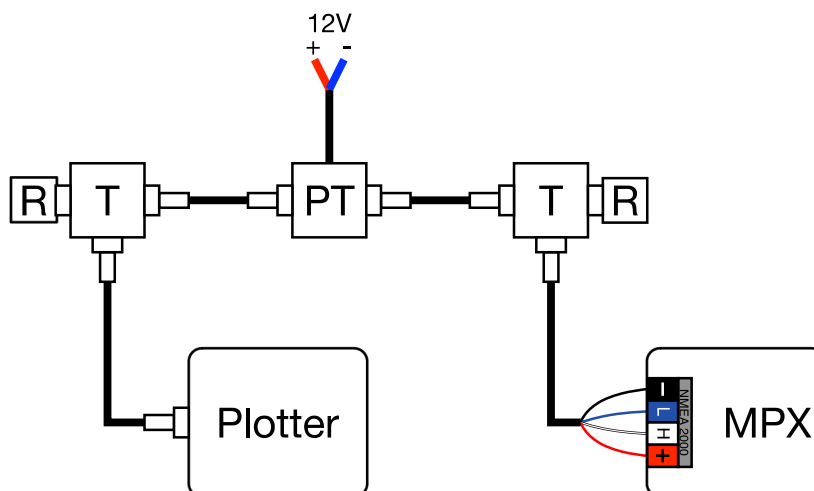 12V
+ -
R T PT T R
Plotter
MPX
−
L
H
+
NMEA 2000